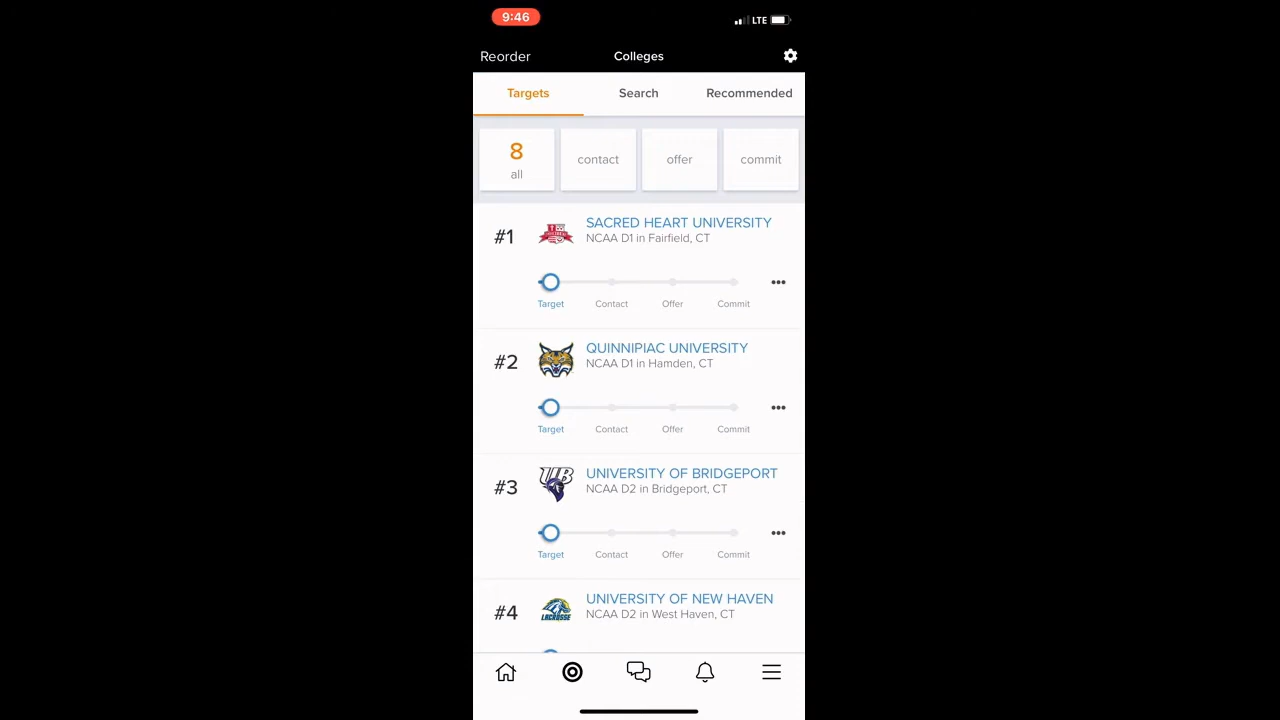 9:46
LTE
Reorder
Colleges
Targets
Search
Recommended
8
all
contact
offer
commit
#1
SACRED HEART UNIVERSITY
NCAA D1 in Fairfield, CT
Target
Contact
Offer
Commit
#2
QUINNIPIAC UNIVERSITY
NCAA D1 in Hamden, CT
Target
Contact
Offer
Commit
#3
UB
UNIVERSITY OF BRIDGEPORT
NCAA D2 in Bridgeport, CT
Target
Contact
Offer
Commit
#4
LACROSSE
UNIVERSITY OF NEW HAVEN
NCAA D2 in West Haven, CT